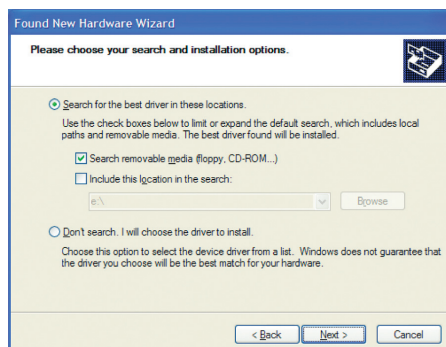 Found New Hardware Wizard
Please choose your search and installation options.
Search for the best driver in these locations.
Use the check boxes below to limit or expand the default search, which includes local
paths and removable media. The best driver found will be installed.
Search removable media (floppy, CD-ROM...)
Include this location in the search:
e:\
Browse
Don't search. I will choose the driver to install.
Choose this option to select the device driver from a list. Windows does not guarantee that
the driver you choose will be the best match for your hardware.
< Back
Next >
Cancel